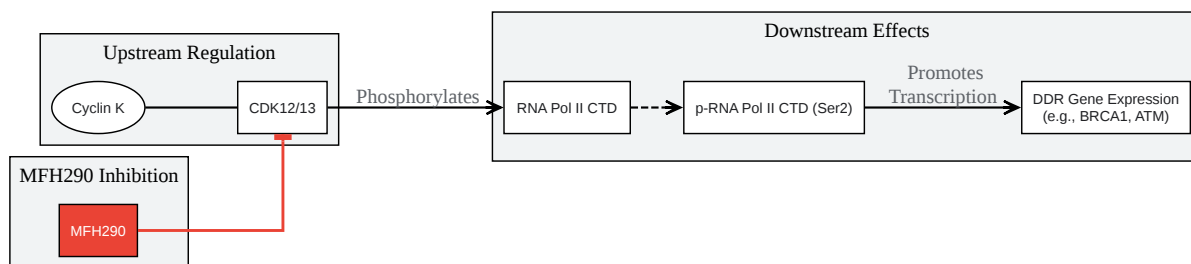 Downstream Effects
Upstream Regulation
Cyclin K
CDK12/13
Phosphorylates
RNA Pol II CTD
p-RNA Pol II CTD (Ser2)
Promotes
Transcription
DDR Gene Expression
(e.g., BRCA1, ATM)
MFH290 Inhibition
MFH290